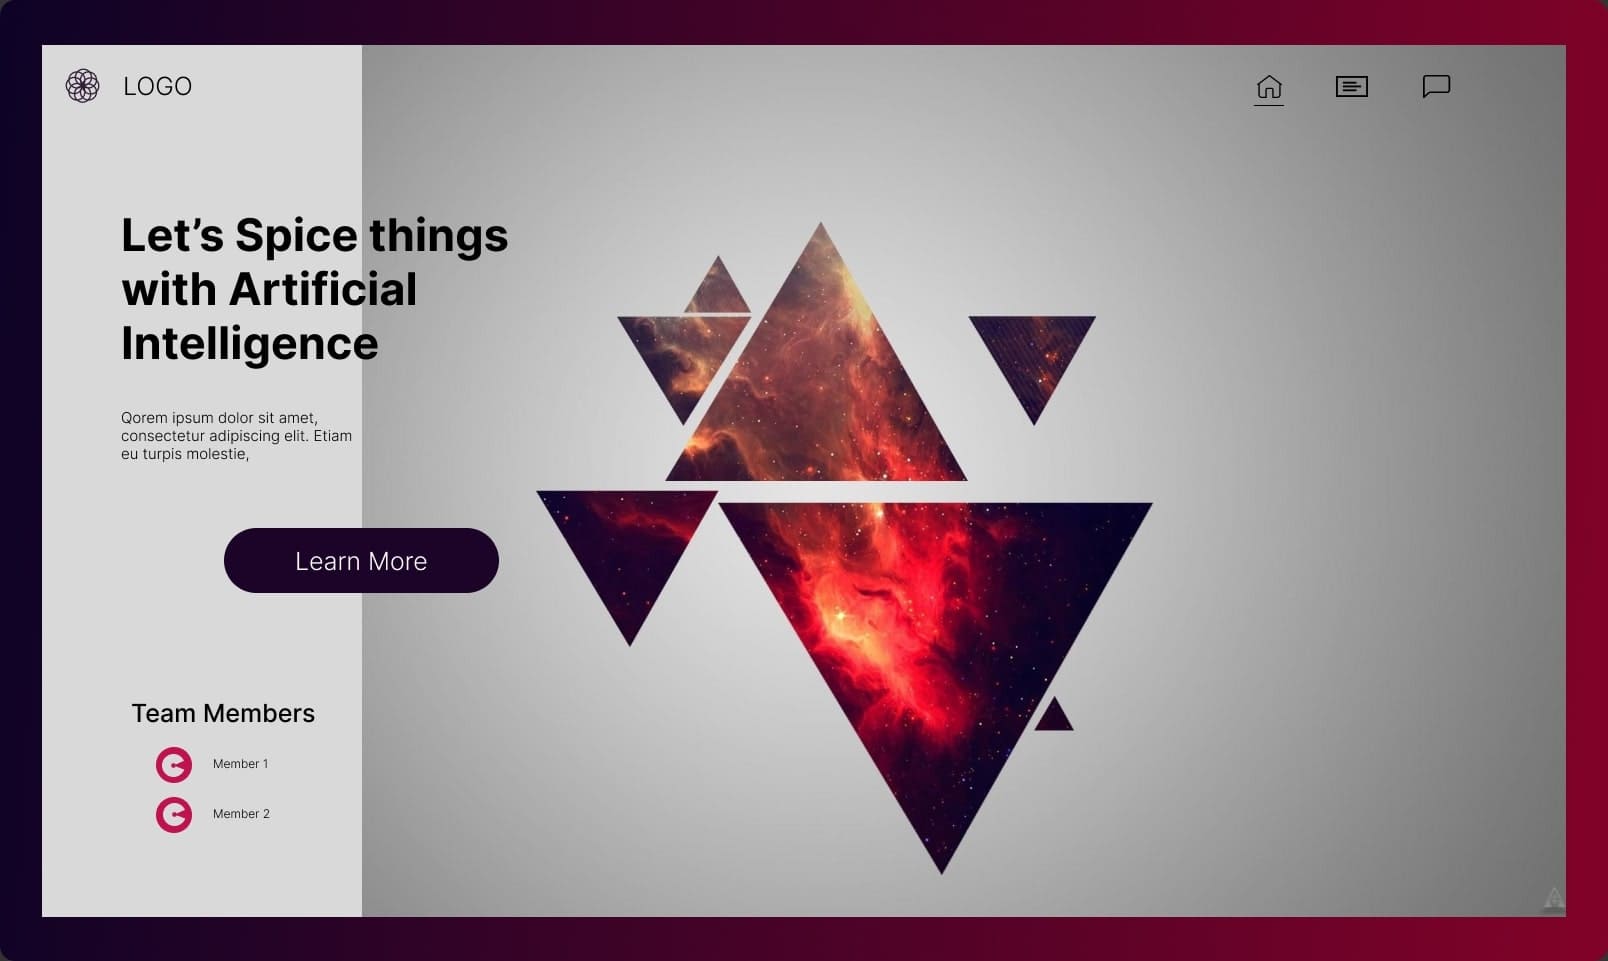 LOGO
Let’s Spice things
with Artificial
Intelligence
Qorem ipsum dolor sit amet,
consectetur adipiscing elit. Etiam
eu turpis molestie,
Learn More
Team Members
Member 1
Member 2